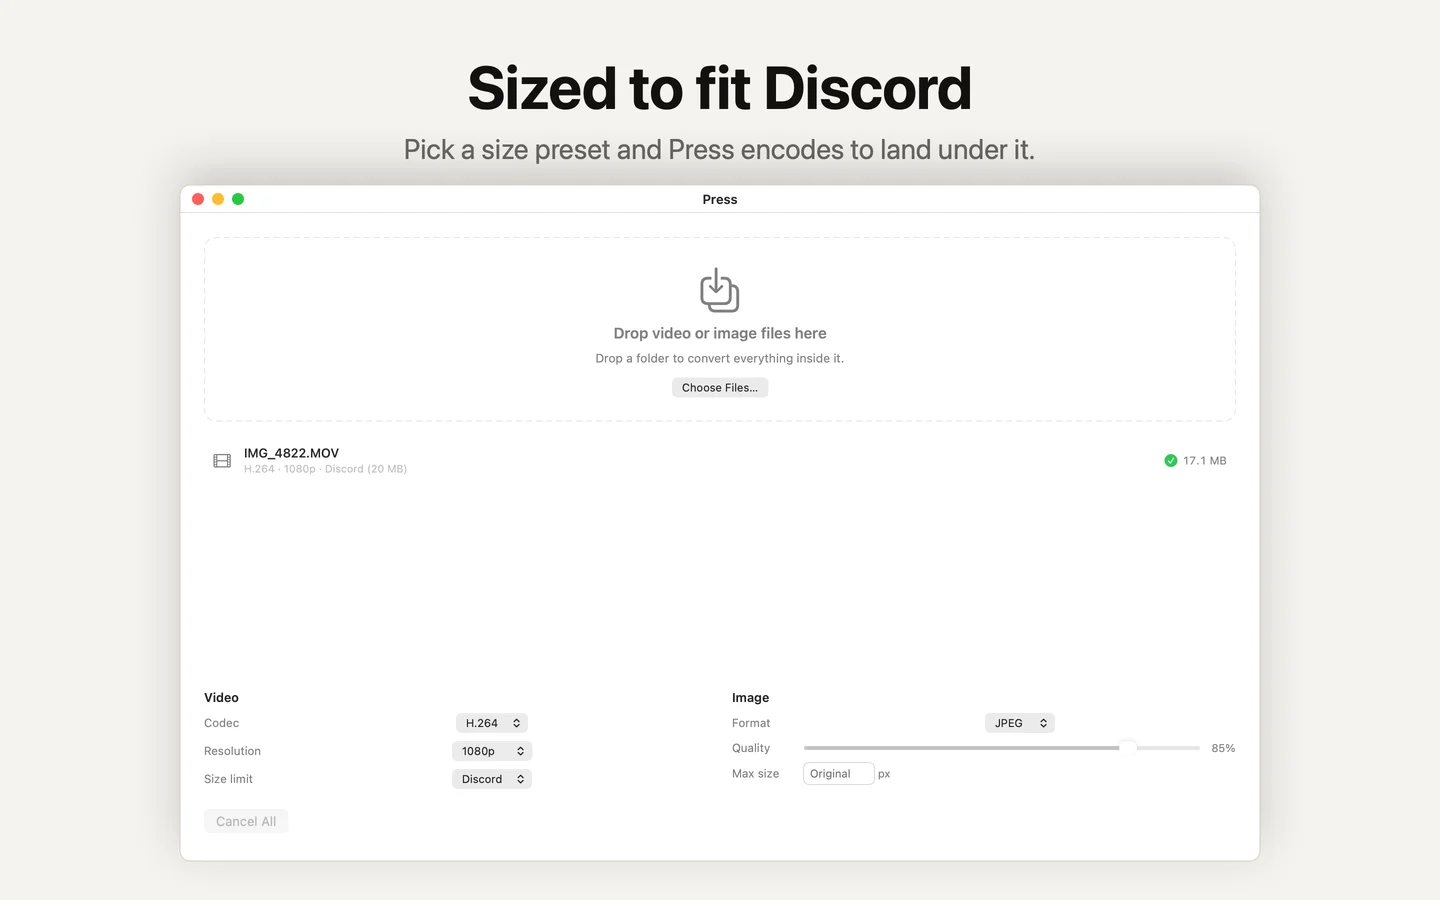 Sized to fit Discord
Pick a size preset and Press encodes to land under it.
Press
Drop video or image files here
Drop a folder to convert everything inside it.
Choose Files...
IMG_4822.MOV
H.264 · 1080p · Discord (20 MB)
17.1 MB
Video
Codec
H.264
Resolution
1080p
Size limit
Discord
Cancel All
Image
Format
JPEG
Quality
85%
Max size
Original
px